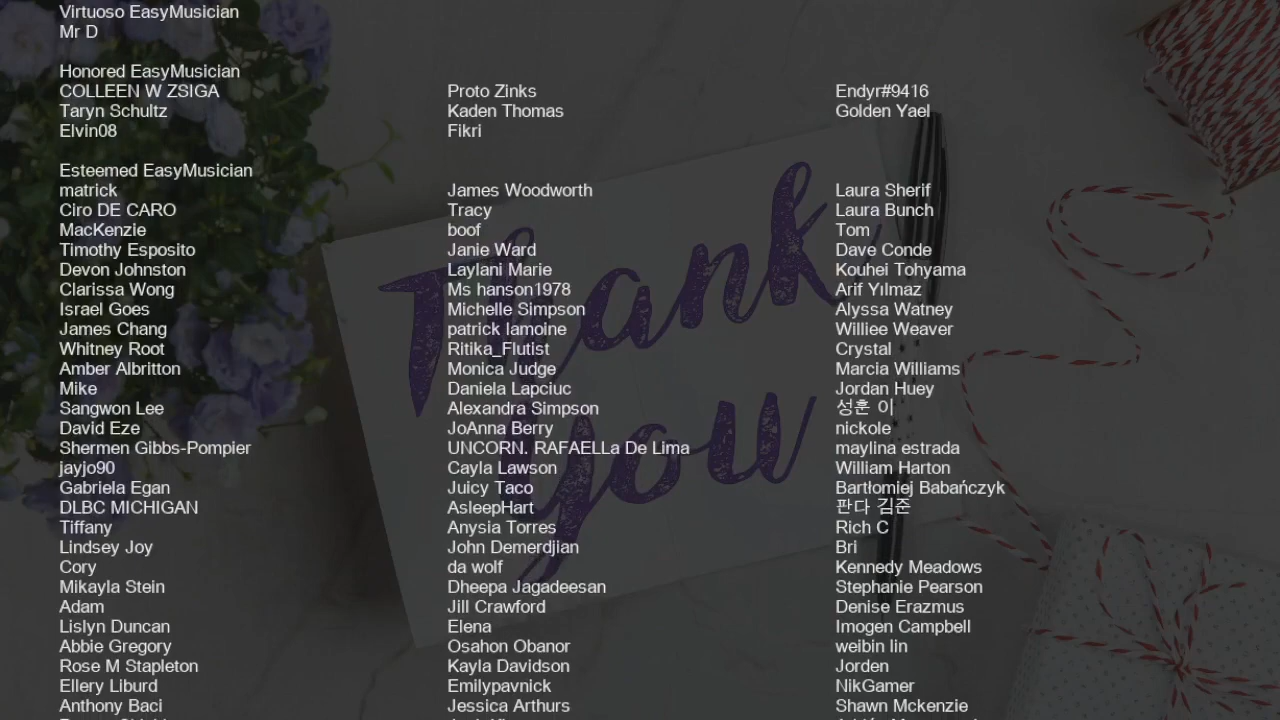 Virtuoso EasyMusician
Mr D
Honored EasyMusician
COLLEEN W ZSIGA Proto Zinks Endyr#9416
Taryn Schultz Kaden Thomas Golden Yael
Elvin08 Fikri
Esteemed EasyMusician
matrick James Woodworth Laura Sherif
Ciro DE CARO Tracy Laura Bunch
MacKenzie boof Tom
Timothy Esposito Janie Ward Dave Conde
Devon Johnston Laylani Marie Kouhei Tohyama
Clarissa Wong Ms hanson1978 Arif Yılmaz
Israel Goes Michelle Simpson Alyssa Watney
James Chang patrick lamoine Williee Weaver
Whitney Root Ritika_Flutist Crystal
Amber Albritton Monica Judge Marcia Williams
Mike Daniela Lapciuc Jordan Huey
Sangwon Lee Alexandra Simpson 성훈 이
David Eze JoAnna Berry nickole
Shermen Gibbs-Pompier UNCORN. RAFAELLa De Lima maylina estrada
jayjo90 Cayla Lawson William Harton
Gabriela Egan Juicy Taco Bartłomiej Babańczyk
DLBC MICHIGAN AsleepHart 판다 김준
Tiffany Anysia Torres Rich C
Lindsey Joy John Demerdjian Bri
Cory da wolf Kennedy Meadows
Mikayla Stein Dheepa Jagadeesan Stephanie Pearson
Adam Jill Crawford Denise Erazmus
Lislyn Duncan Elena Imogen Campbell
Abbie Gregory Osahon Obanor weibin lin
Rose M Stapleton Kayla Davidson Jorden
Ellery Liburd Emilypavnick NikGamer
Anthony Baci Jessica Arthurs Shawn Mckenzie
Thank
you